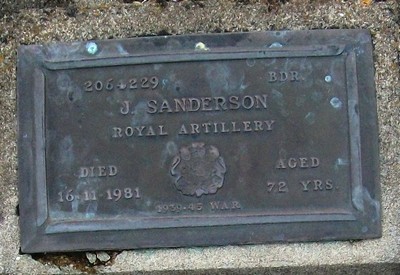 2064229 BDR.
J. SANDERSON
ROYAL ARTILLERY
DIED AGED
16-11-1981 72 YRS.
1939-45 WAR